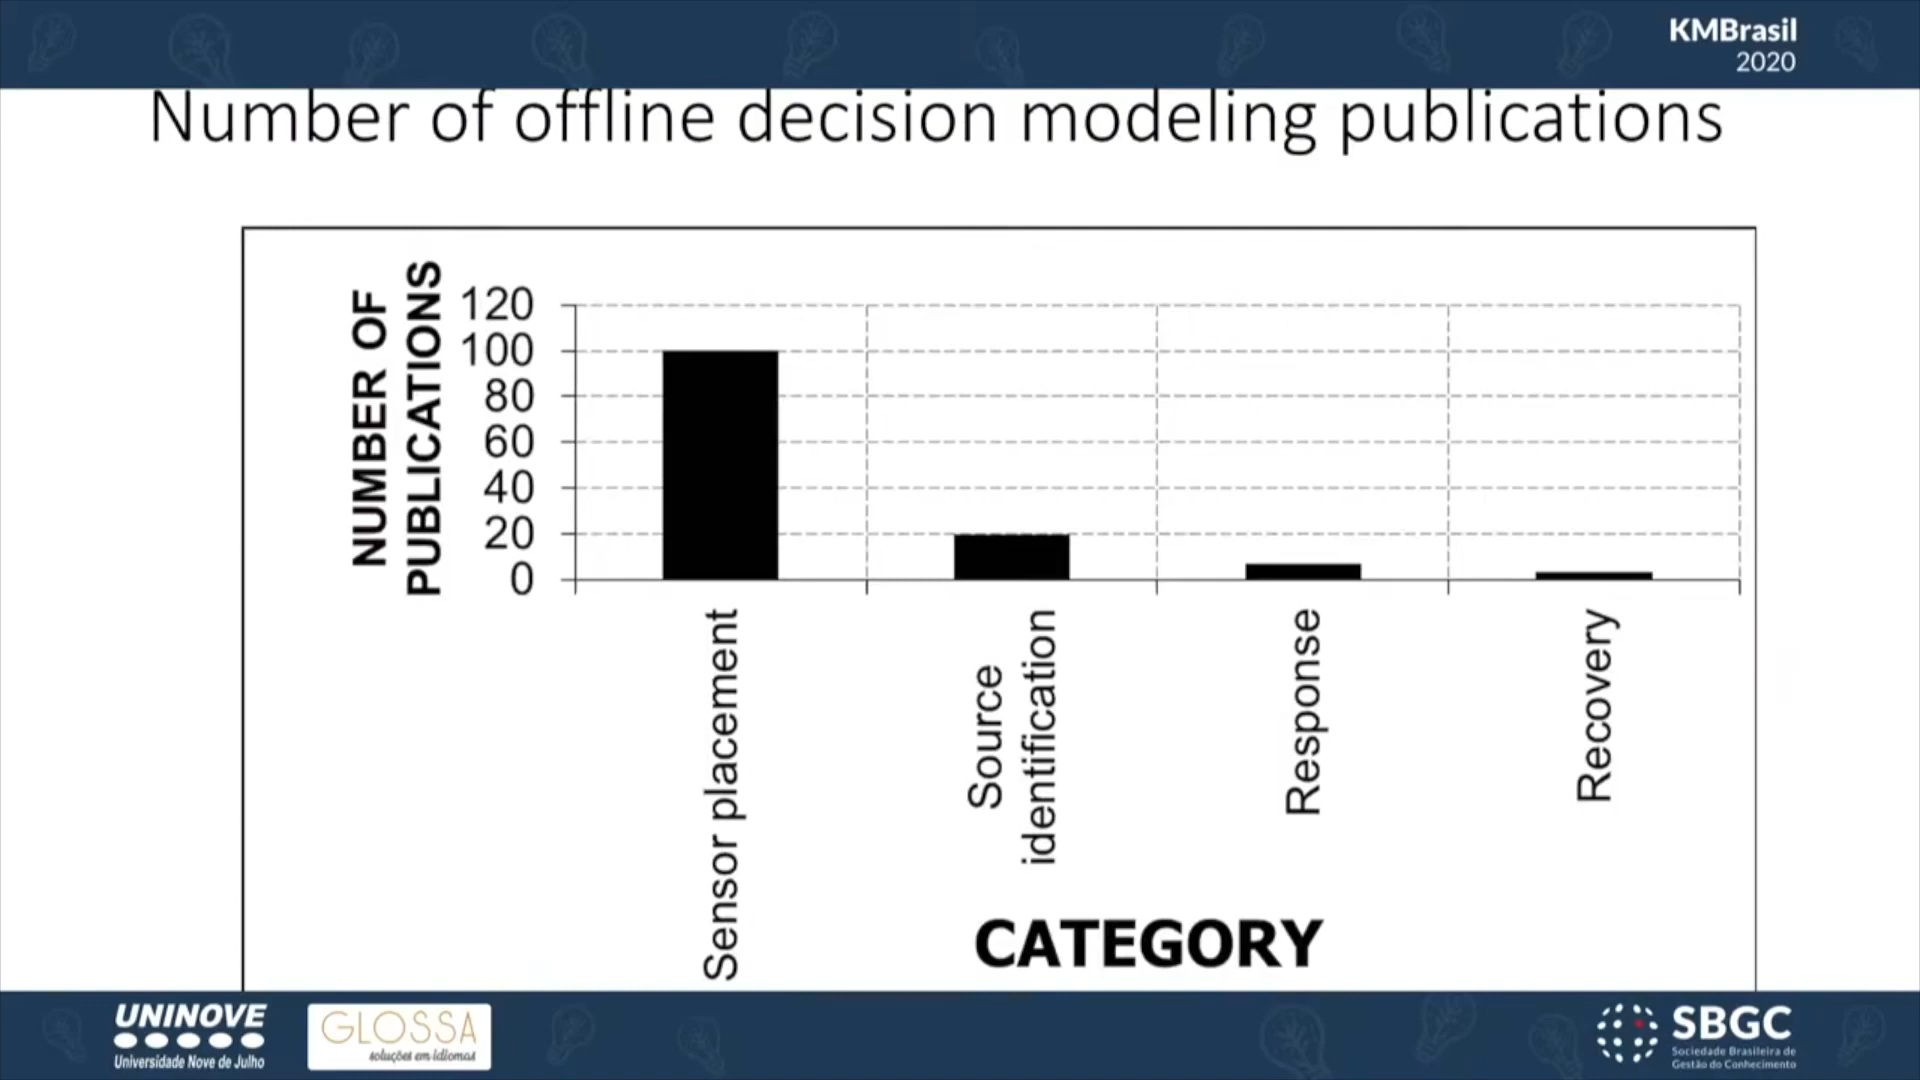 KMBrasil
2020
Number of offline decision modeling publications
NUMBER OF
PUBLICATIONS
120
100
80
60
40
20
0
Sensor placement
Source
identification
Response
Recovery
CATEGORY
UNINOVE
Universidade Nove de Julho
GLOSSA
soluções em idiomas
SBGC
Sociedade Brasileira de
Gestão do Conhecimento